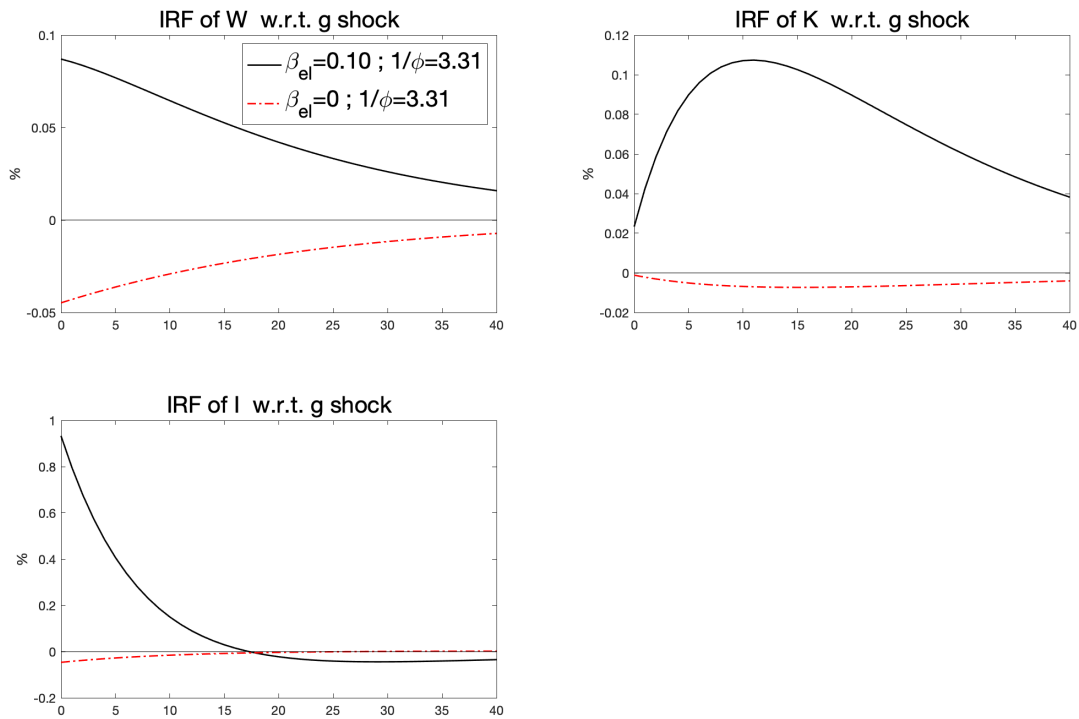 IRF of W w.r.t. g shock
0.1
0.05
0
-0.05
%
β_el=0.10 ; 1/ϕ=3.31
β_el=0 ; 1/ϕ=3.31
0 5 10 15 20 25 30 35 40
IRF of K w.r.t. g shock
0.12
0.1
0.08
0.06
0.04
0.02
0
-0.02
%
0 5 10 15 20 25 30 35 40
IRF of I w.r.t. g shock
1
0.8
0.6
0.4
0.2
0
-0.2
%
0 5 10 15 20 25 30 35 40